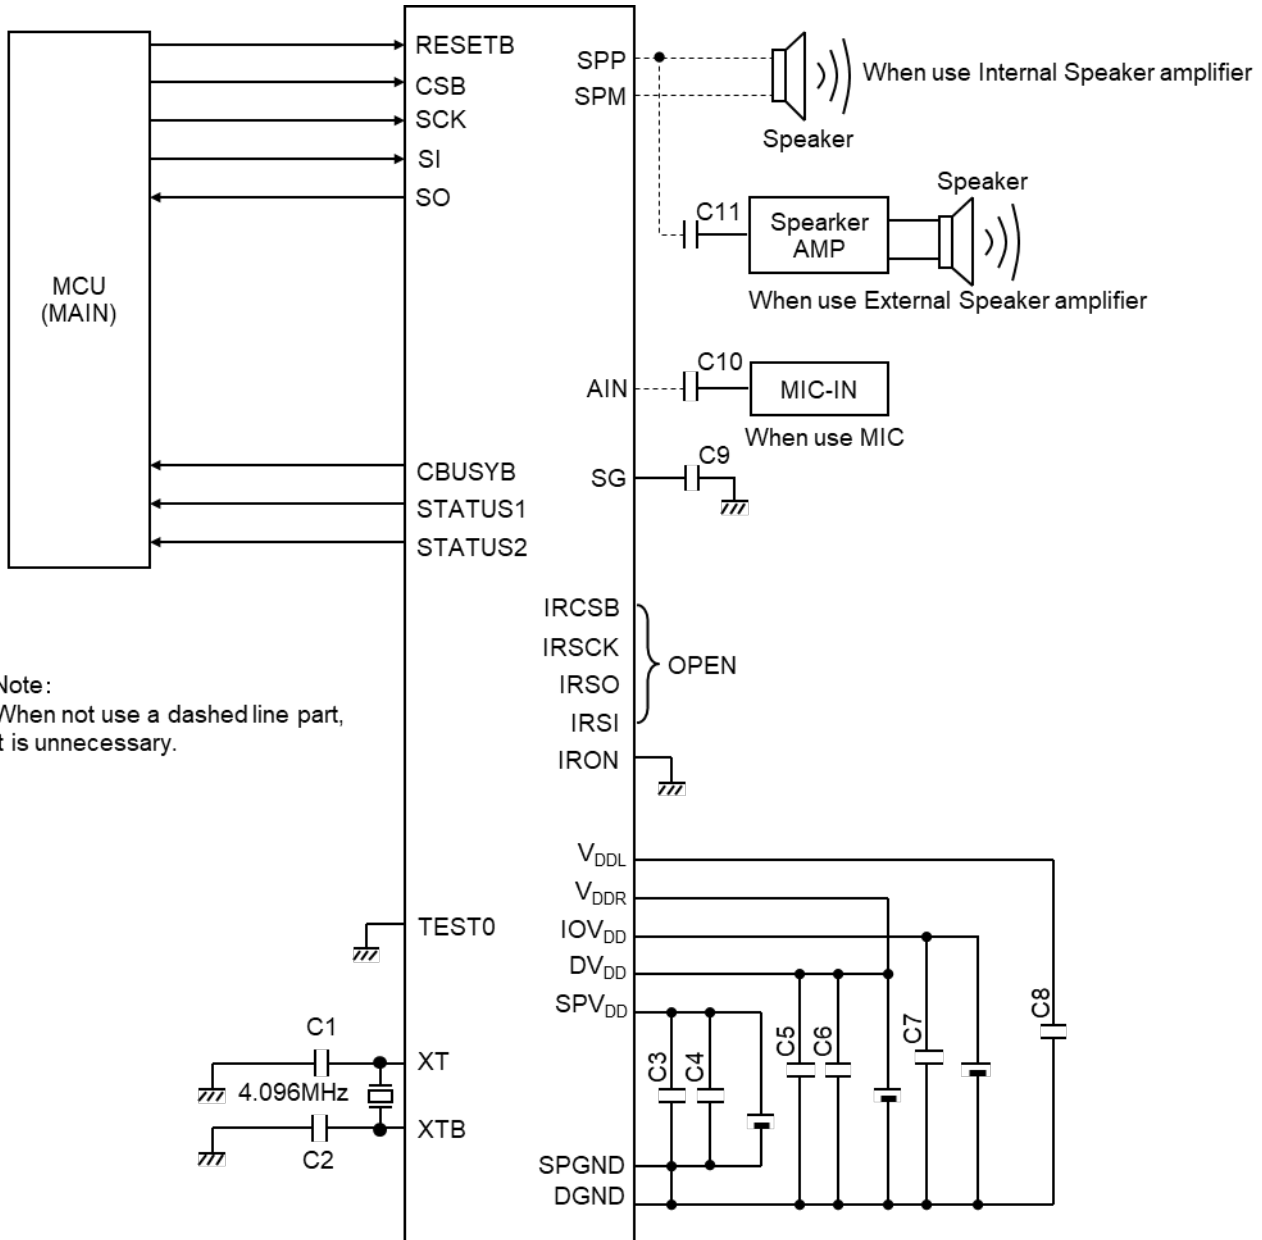 MCU
(MAIN)
RESETB
CSB
SCK
SI
SO
CBUSYB
STATUS1
STATUS2
SPP
SPM
Speaker
When use Internal Speaker amplifier
C11
Spearker
AMP
Speaker
When use External Speaker amplifier
AIN
C10
MIC-IN
When use MIC
SG
C9
IRCSB
IRSCK
IRSO
IRSI
OPEN
IRON
Note:
When not use a dashed line part,
t is unnecessary.
TEST0
C1
XT
4.096MHz
XTB
C2
VDDL
VDDR
IOVDD
DVDD
SPVDD
C3
C4
C5
C6
C7
C8
SPGND
DGND